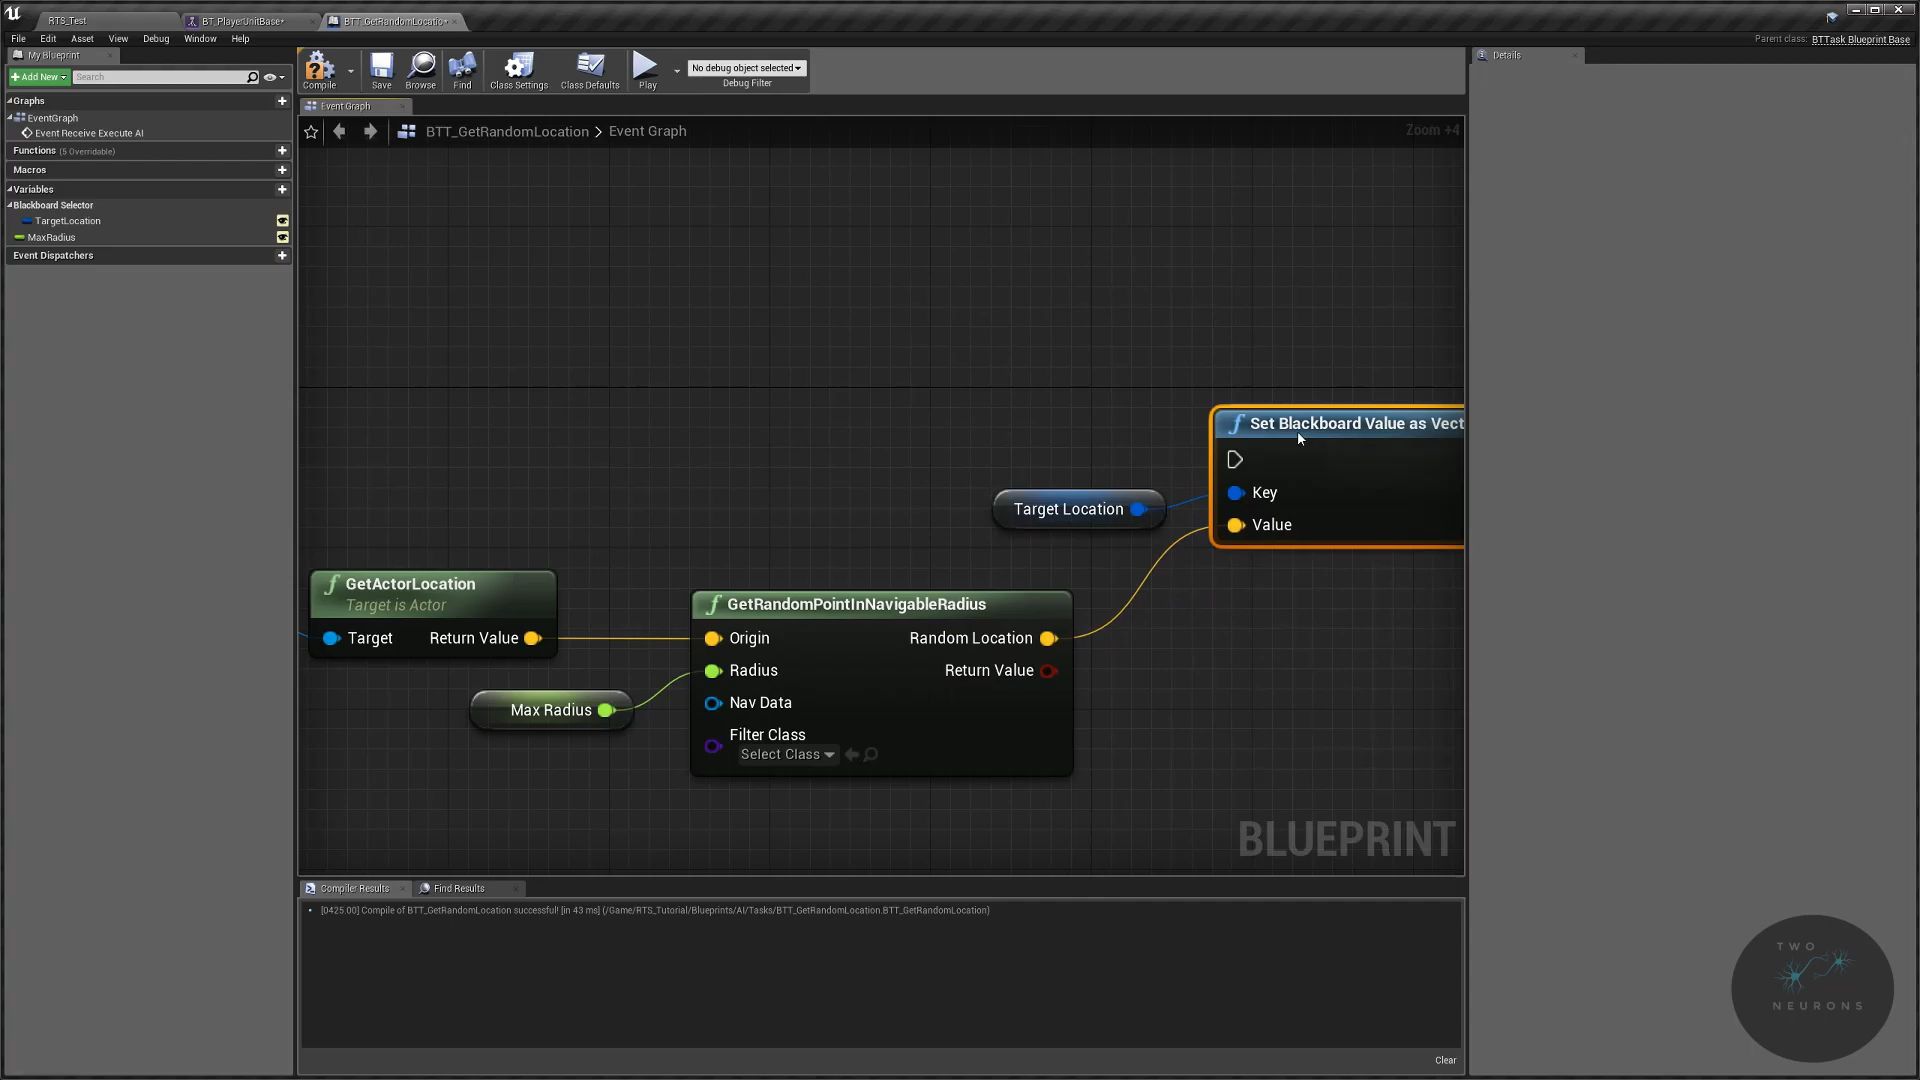 RTS_Test
BT_PlayerUnitBase*
BTT_GetRandomLocatio*
File Edit Asset View Debug Window Help
Parent class: BTTask Blueprint Base
My Blueprint
Details
Add New
Search
Compile
Save
Browse
Find
Class Settings
Class Defaults
Play
No debug object selected
Debug Filter
Graphs
EventGraph
Event Receive Execute AI
Functions (5 Overridable)
Macros
Variables
Blackboard Selector
TargetLocation
MaxRadius
Event Dispatchers
Event Graph
BTT_GetRandomLocation > Event Graph
Zoom +4
Set Blackboard Value as Vect
Key
Value
Target Location
GetActorLocation
Target is Actor
Target Return Value
Max Radius
GetRandomPointInNavigableRadius
Origin Random Location
Radius Return Value
Nav Data
Filter Class
Select Class
BLUEPRINT
Compiler Results
Find Results
[0425.00] Compile of BTT_GetRandomLocation successful! [in 43 ms] (/Game/RTS_Tutorial/Blueprints/AI/Tasks/BTT_GetRandomLocation.BTT_GetRandomLocation)
Clear
TWO
NEURONS